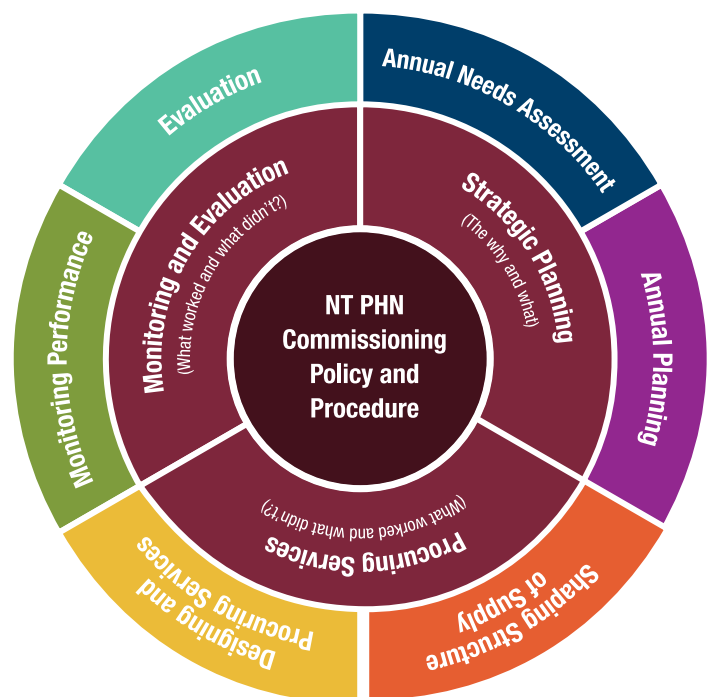 NT PHN
Commissioning
Policy and
Procedure
Strategic Planning
(The why and what)
Procuring Services
(What worked and what didn't?)
Monitoring and Evaluation
(What worked and what didn't?)
Annual Needs Assessment
Annual Planning
Shaping Structure
of Supply
Designing and
Procuring Services
Monitoring Performance
Evaluation